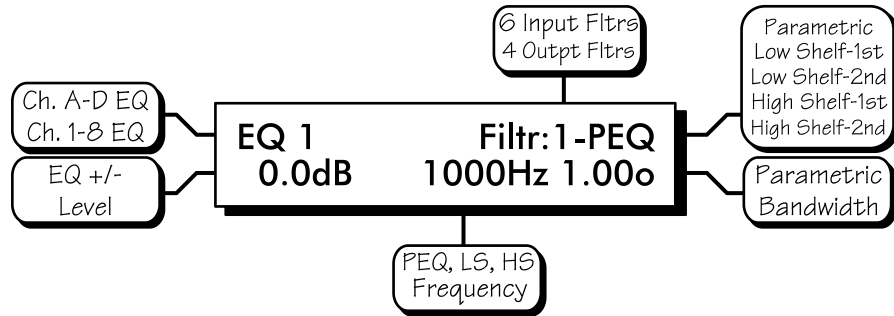 6 Input Fltrs
4 Outpt Fltrs
Parametric
Low Shelf-1st
Low Shelf-2nd
High Shelf-1st
High Shelf-2nd
Ch. A-D EQ
Ch. 1-8 EQ
EQ 1 Filtr:1-PEQ
0.0dB 1000Hz 1.00o
EQ +/-
Level
Parametric
Bandwidth
PEQ, LS, HS
Frequency